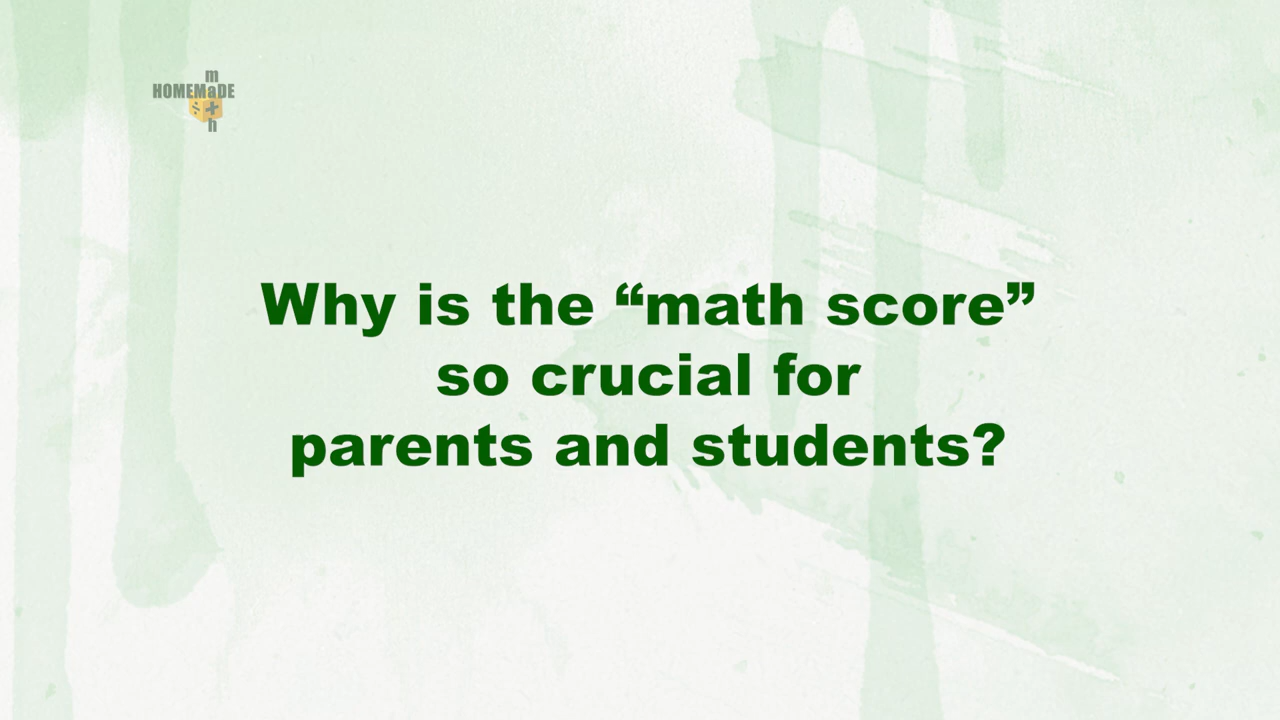 m
HOMEMaDE
h
Why is the “math score”
so crucial for
parents and students?